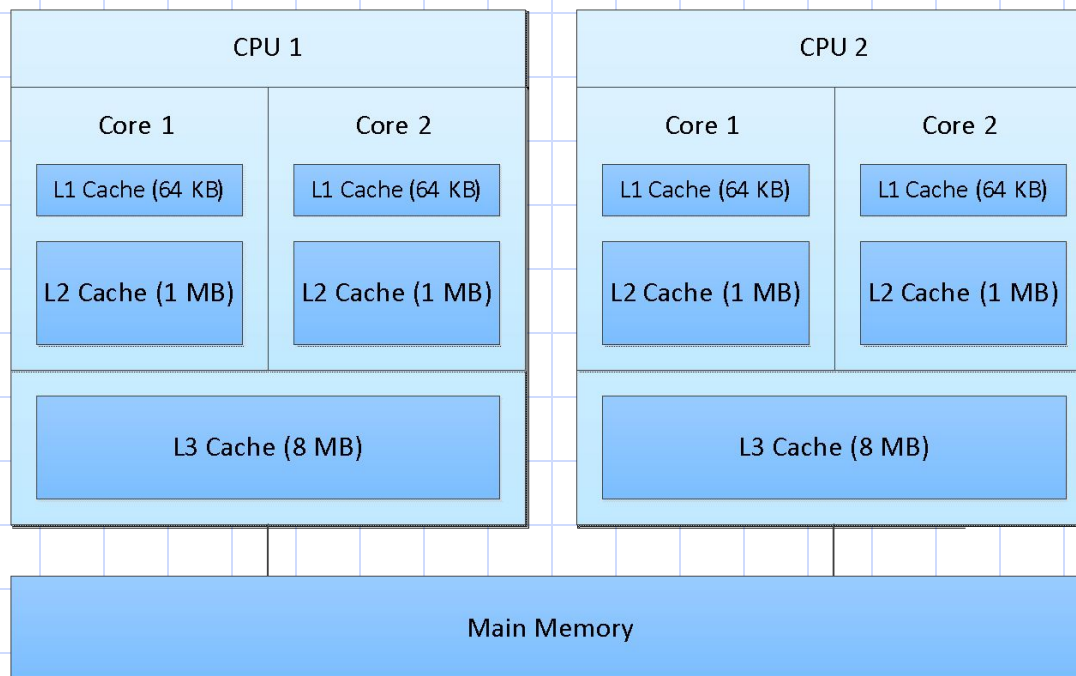 CPU 1
CPU 2
Core 1
Core 2
Core 1
Core 2
L1 Cache (64 KB)
L1 Cache (64 KB)
L1 Cache (64 KB)
L1 Cache (64 KB)
L2 Cache (1 MB)
L2 Cache (1 MB)
L2 Cache (1 MB)
L2 Cache (1 MB)
L3 Cache (8 MB)
L3 Cache (8 MB)
Main Memory